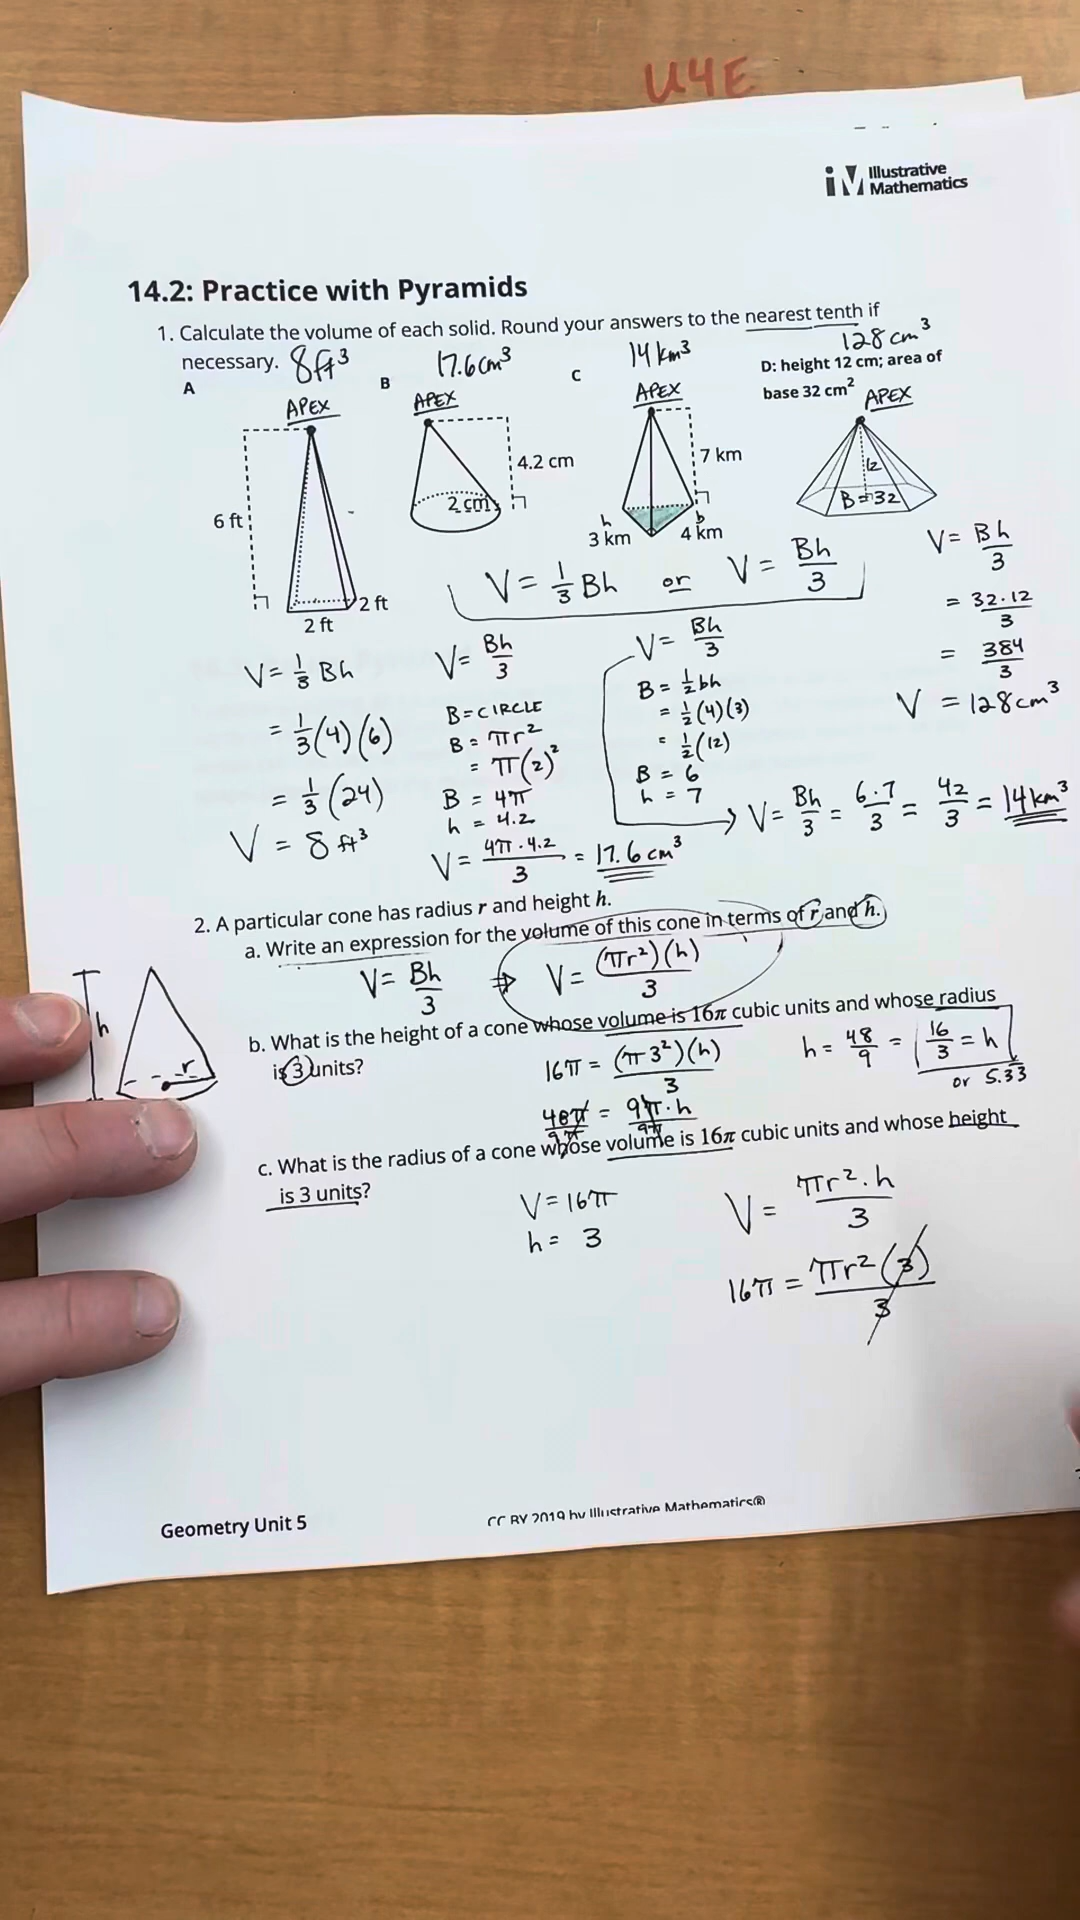 U4E
Illustrative
Mathematics
14.2: Practice with Pyramids
1. Calculate the volume of each solid. Round your answers to the nearest tenth if
necessary. 8ft³
17.6cm³
14km³
128cm³
A
B
C
D: height 12 cm; area of
base 32 cm²
APEX
APEX
APEX
APEX
6 ft
2 ft
2 ft
4.2 cm
2 cm
7 km
h
3 km
b
4 km
12
B=32
V = 1/3 Bh or V = Bh/3
V = 1/3 Bh
= 1/3(4)(6)
= 1/3(24)
V = 8 ft³
V = Bh/3
B = CIRCLE
B = πr²
= π(2)²
B = 4π
h = 4.2
V = 4π · 4.2/3 = 17.6 cm³
V = Bh/3
B = 1/2 bh
= 1/2(4)(3)
= 1/2(12)
B = 6
h = 7
V = Bh/3 = 6·7/3 = 42/3 = 14km³
V = Bh/3
= 32·12/3
= 384/3
V = 128cm³
2. A particular cone has radius r and height h.
a. Write an expression for the volume of this cone in terms of r and h.
V = Bh/3 ⇒ V = (πr²)(h)/3
h
r
b. What is the height of a cone whose volume is 16π cubic units and whose radius
is 3 units?
16π = (π3²)(h)/3
48π/9π = 9π·h/9π
h = 48/9 = 16/3 = h
or 5.33
c. What is the radius of a cone whose volume is 16π cubic units and whose height
is 3 units?
V = 16π
h = 3
V = πr²·h/3
16π = πr²(3)/3
Geometry Unit 5
CC BY 2019 by Illustrative Mathematics®